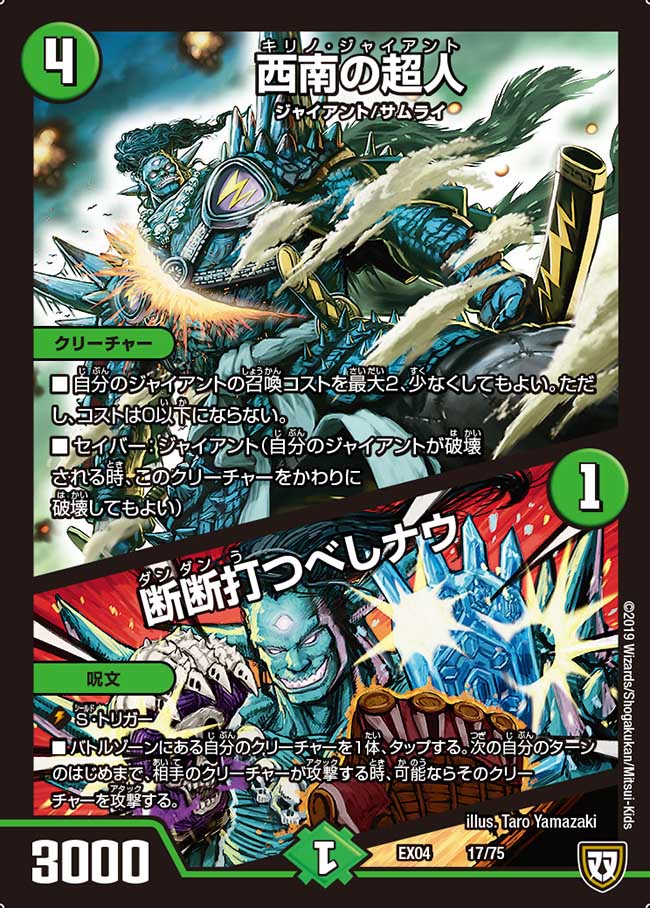 4
キリノ・ジャイアント
西南の超人
ジャイアント/サムライ
クリーチャー
■自分のジャイアントの召喚コストを最大2、少なくしてもよい。ただ
し、コストは0以下にならない。
■セイバー:ジャイアント(自分のジャイアントが破壊
される時、このクリーチャーをかわりに
破壊してもよい)
1
ダンダン う
断断打つべしナウ
呪文
S・トリガー
■バトルゾーンにある自分のクリーチャーを1体、タップする。次の自分のターン
のはじめまで、相手のクリーチャーが攻撃する時、可能ならそのクリー
チャーを攻撃する。
illus. Taro Yamazaki
©2019 Wizards/Shogakukan/Mitsui-Kids
3000
1
EX04 17/75